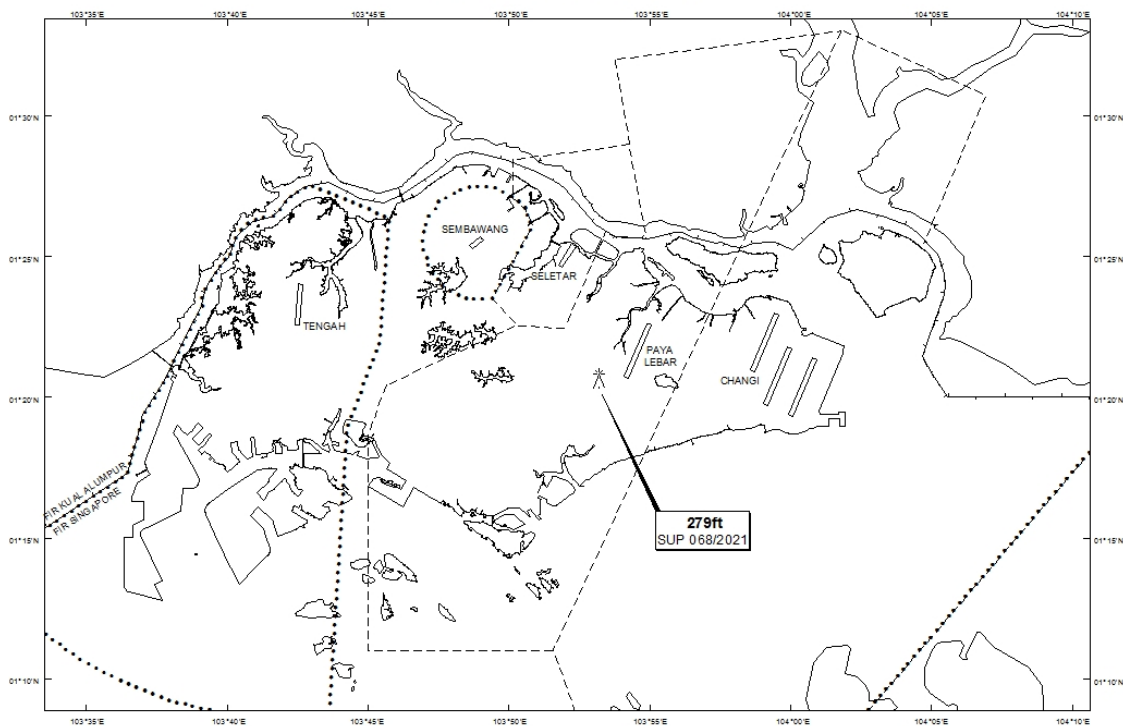 103°35'E 103°40'E 103°45'E 103°50'E 103°55'E 104°00'E 104°05'E 104°10'E
01°30'N 01°30'N
SEMBAWANG
01°25'N 01°25'N
SELETAR
TENGAH
PAYA
LEBAR
CHANGI
01°20'N 01°20'N
FIR KUALALUMPUR
FIR SINGAPORE
279ft
SUP 068/2021
01°15'N 01°15'N
01°10'N 01°10'N
103°35'E 103°40'E 103°45'E 103°50'E 103°55'E 104°00'E 104°05'E 104°10'E